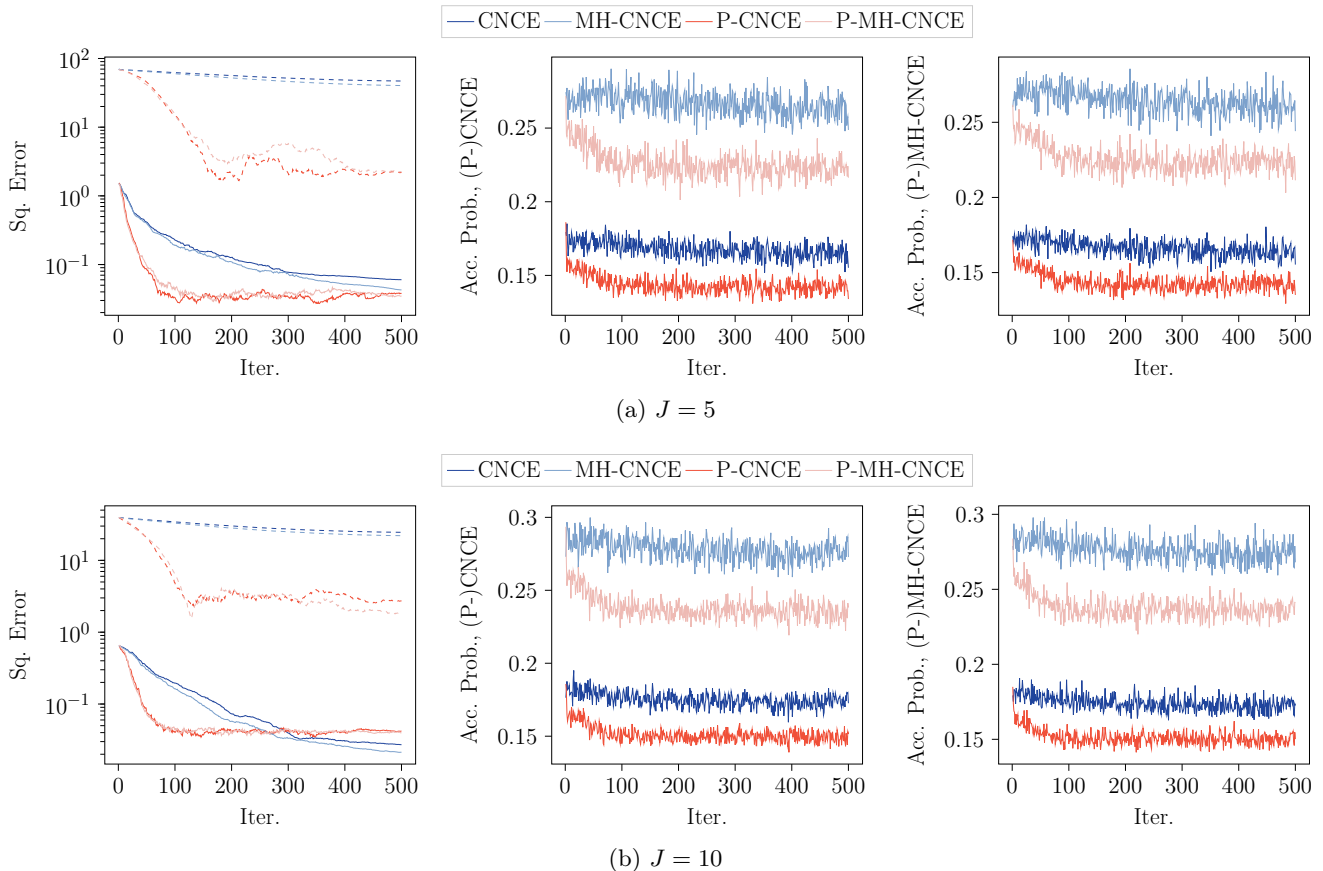 CNCE MH-CNCE P-CNCE P-MH-CNCE
Sq. Error
10^2
10^1
10^0
10^{-1}
0 100 200 300 400 500
Iter.
Acc. Prob., (P-)CNCE
0.25
0.2
0.15
0 100 200 300 400 500
Iter.
Acc. Prob., (P-)MH-CNCE
0.25
0.2
0.15
0 100 200 300 400 500
Iter.
(a) J = 5
CNCE MH-CNCE P-CNCE P-MH-CNCE
Sq. Error
10^1
10^0
10^{-1}
0 100 200 300 400 500
Iter.
Acc. Prob., (P-)CNCE
0.3
0.25
0.2
0.15
0 100 200 300 400 500
Iter.
Acc. Prob., (P-)MH-CNCE
0.3
0.25
0.2
0.15
0 100 200 300 400 500
Iter.
(b) J = 10